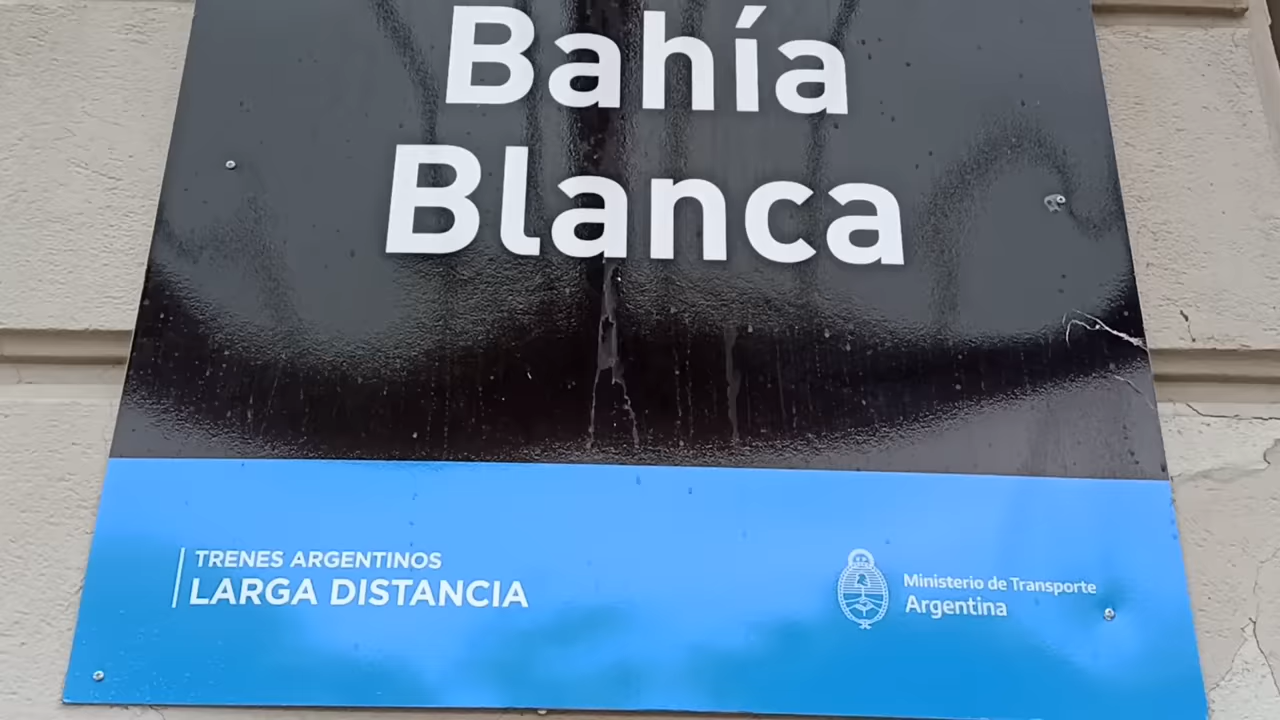 Bahía
Blanca
TRENES ARGENTINOS
LARGA DISTANCIA
Ministerio de Transporte
Argentina